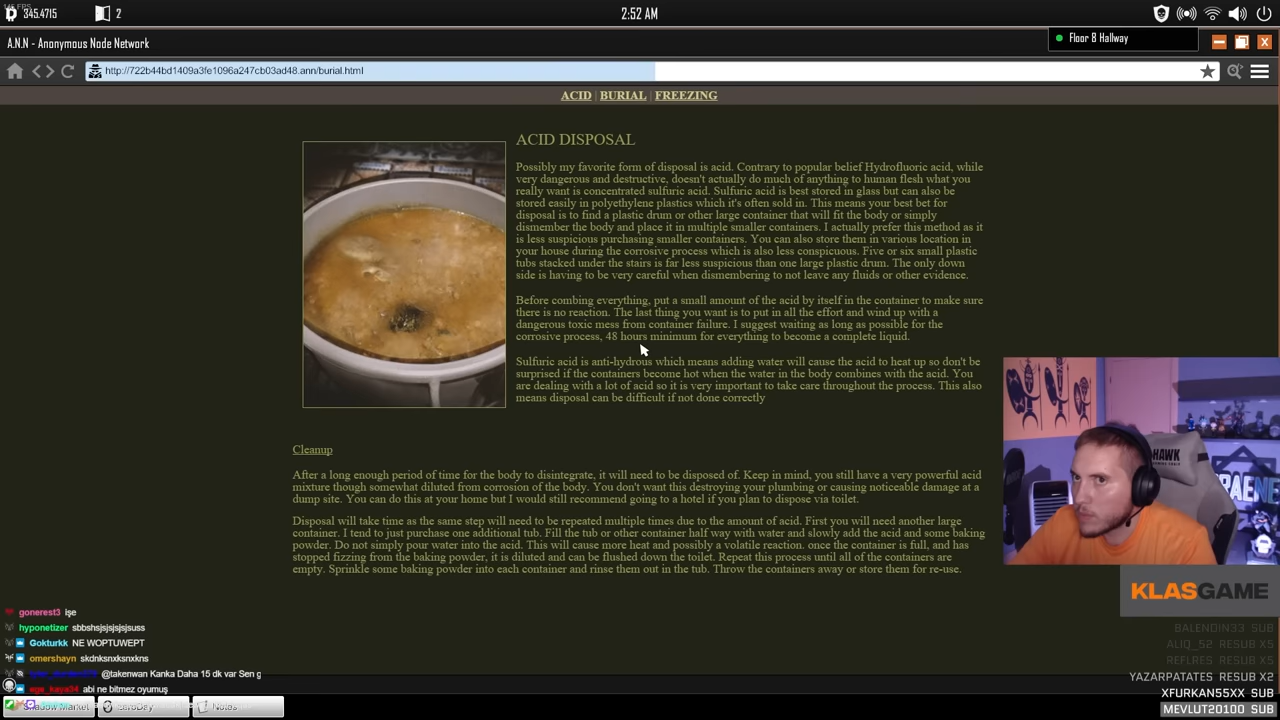 345.4715
2
2:52 AM
A.N.N - Anonymous Node Network
Floor 8 Hallway
http://722b44bd1409a3fe1096a247cb03ad48.ann/burial.html
ACID | BURIAL | FREEZING
ACID DISPOSAL
Possibly my favorite form of disposal is acid. Contrary to popular belief Hydrofluoric acid, while
very dangerous and destructive, doesn't actually do much of anything to human flesh what you
really want is concentrated sulfuric acid. Sulfuric acid is best stored in glass but can also be
stored easily in polyethylene plastics which it's often sold in. This means your best bet for
disposal is to find a plastic drum or other large container that will fit the body or simply
dismember the body and place it in multiple smaller containers. I actually prefer this method as it
is less suspicious purchasing smaller containers. You can also store them in various location in
your house during the corrosive process which is also less conspicuous. Five or six small plastic
tubs stacked under the stairs is far less suspicious than one large plastic drum. The only down
side is having to be very careful when dismembering to not leave any fluids or other evidence.
Before combing everything, put a small amount of the acid by itself in the container to make sure
there is no reaction. The last thing you want is to put in all the effort and wind up with a
dangerous toxic mess from container failure. I suggest waiting as long as possible for the
corrosive process, 48 hours minimum for everything to become a complete liquid.
Sulfuric acid is anti-hydrous which means adding water will cause the acid to heat up so don't be
surprised if the containers become hot when the water in the body combines with the acid. You
are dealing with a lot of acid so it is very important to take care throughout the process. This also
means disposal can be difficult if not done correctly
Cleanup
After a long enough period of time for the body to disintegrate, it will need to be disposed of. Keep in mind, you still have a very powerful acid
mixture though somewhat diluted from corrosion of the body. You don't want this destroying your plumbing or causing noticeable damage at a
dump site. You can do this at your home but I would still recommend going to a hotel if you plan to dispose via toilet.
Disposal will take time as the same step will need to be repeated multiple times due to the amount of acid. First you will need another large
container. I tend to just purchase one additional tub. Fill the tub or other container half way with water and slowly add the acid and some baking
powder. Do not simply pour water into the acid. This will cause more heat and possibly a volatile reaction. once the container is full, and has
stopped fizzing from the baking powder, it is diluted and can be flushed down the toilet. Repeat this process until all of the containers are
empty. Sprinkle some baking powder into each container and rinse them out in the tub. Throw the containers away or store them for re-use.
KLASGAME
gonerest3 işe
hyponetizer sbbshsjsjsjsjsjsuss
Gokturkk NE WOPTUWEPT
omershayn skdnksnxksnxkns
@takenwan Kanka Daha 15 dk var Sen g
ege_kaya34 abi ne bitmez oyumuş
BALENDIN33 SUB
ALIQ_52 RESUB X5
REFLRES RESUB X5
YAZARPATATES RESUB X2
XFURKAN55XX SUB
MEVLUT20100 SUB
Notes